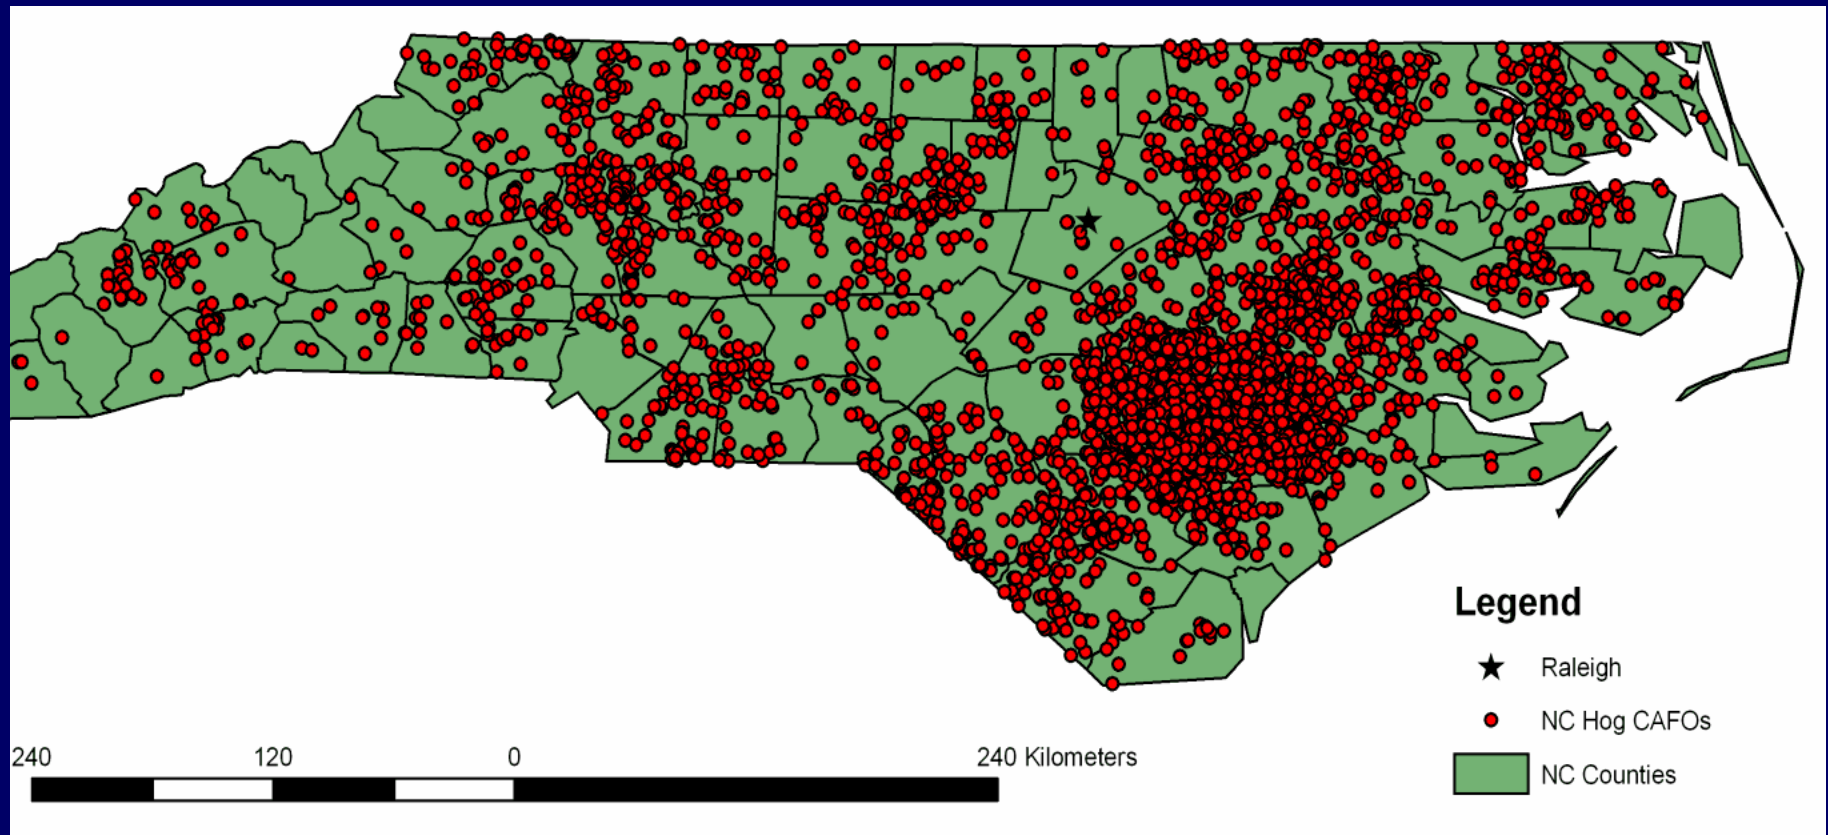 Legend
Raleigh
NC Hog CAFOs
NC Counties
240 120 0 240 Kilometers